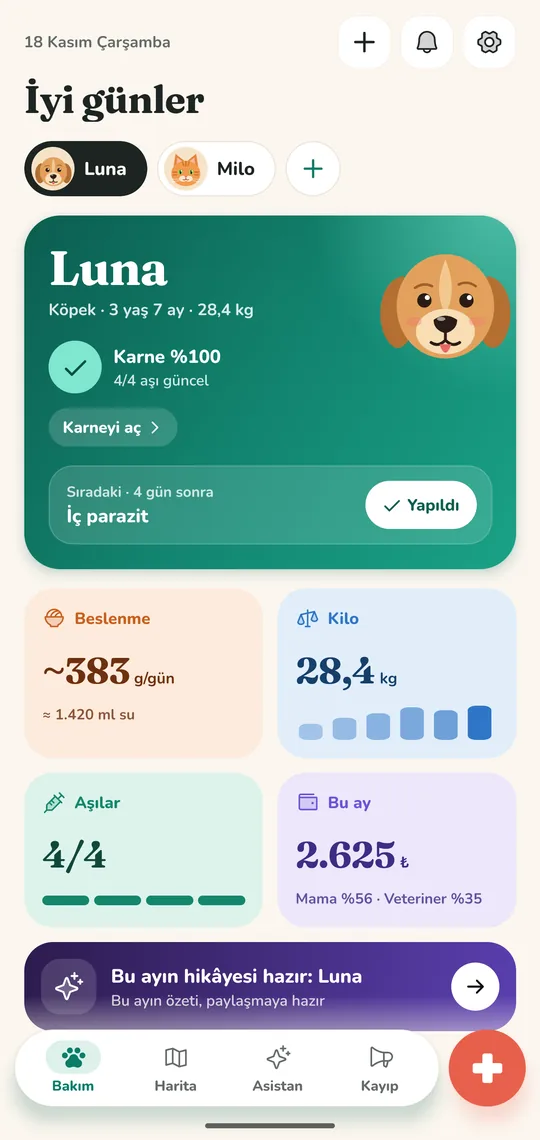 18 Kasım Çarşamba
İyi günler
Luna
Milo
Luna
Köpek · 3 yaş 7 ay · 28,4 kg
Karne %100
4/4 aşı güncel
Karneyi aç
Sıradaki · 4 gün sonra
İç parazit
Yapıldı
Beslenme
~383 g/gün
≈ 1.420 ml su
Kilo
28,4 kg
Aşılar
4/4
Bu ay
2.625 ₺
Mama %56 · Veteriner %35
Bu ayın hikâyesi hazır: Luna
Bu ayın özeti, paylaşmaya hazır
Bakım
Harita
Asistan
Kayıp